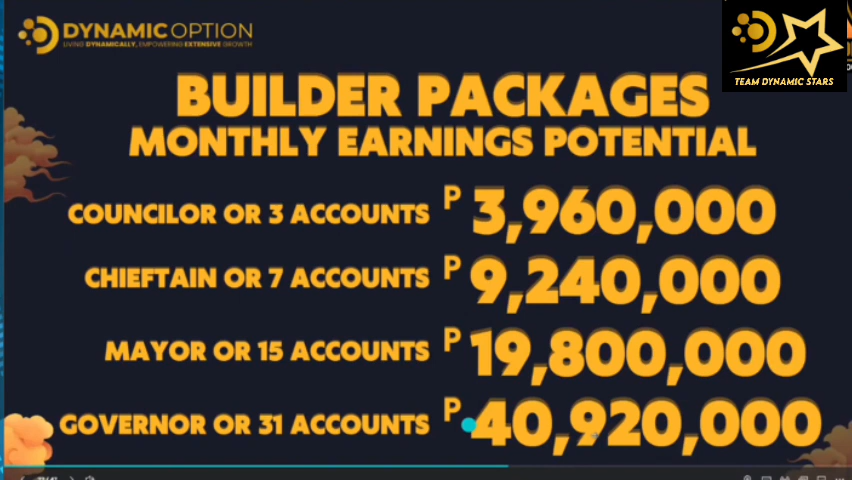 DYNAMIC OPTION
LIVING DYNAMICALLY, EMPOWERING EXTENSIVE GROWTH
TEAM DYNAMIC STARS
BUILDER PACKAGES
MONTHLY EARNINGS POTENTIAL
COUNCILOR OR 3 ACCOUNTS P 3,960,000
CHIEFTAIN OR 7 ACCOUNTS P 9,240,000
MAYOR OR 15 ACCOUNTS P 19,800,000
GOVERNOR OR 31 ACCOUNTS P 40,920,000